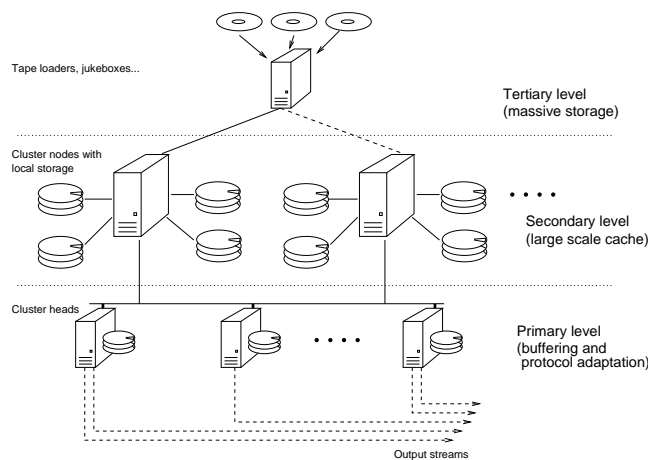 Tape loaders, jukeboxes...
Tertiary level
(massive storage)
Cluster nodes with
local storage
Secondary level
(large scale cache)
Cluster heads
Primary level
(buffering and
protocol adaptation)
Output streams